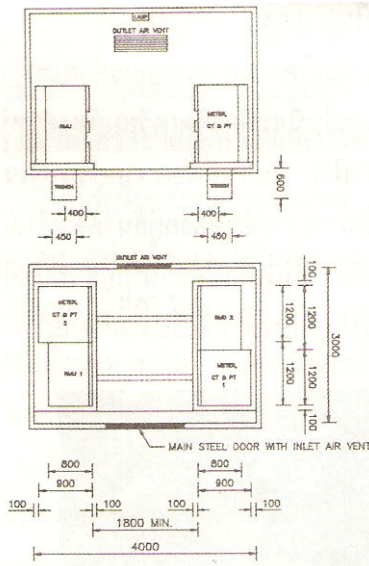 LAMP
OUTLET AIR VENT
RMU
METER,
CT & PT
TRENCH
TRENCH
400
450
400
450
600
OUTLET AIR VENT
METER,
CT & PT
2
RMU 1
RMU 2
METER,
CT & PT
1
100
1200
1200
1200
1200
100
3000
MAIN STEEL DOOR WITH INLET AIR VENT
800
900
800
900
100
100
100
100
1800 MIN.
4000